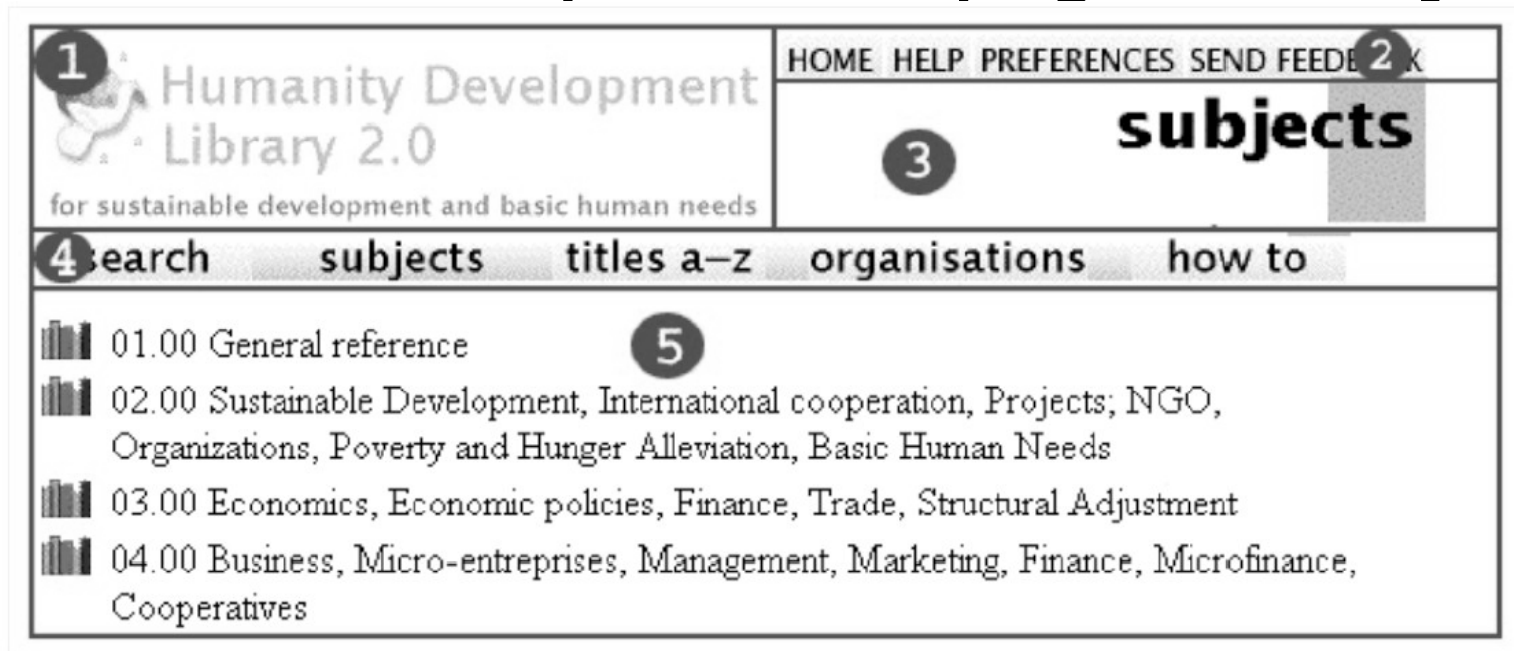 1
Humanity Development
Library 2.0
for sustainable development and basic human needs
HOME HELP PREFERENCES SEND FEEDB 2 K
3
subjects
4 search subjects titles a–z organisations how to
5
01.00 General reference
02.00 Sustainable Development, International cooperation, Projects; NGO,
Organizations, Poverty and Hunger Alleviation, Basic Human Needs
03.00 Economics, Economic policies, Finance, Trade, Structural Adjustment
04.00 Business, Micro-entreprises, Management, Marketing, Finance, Microfinance,
Cooperatives